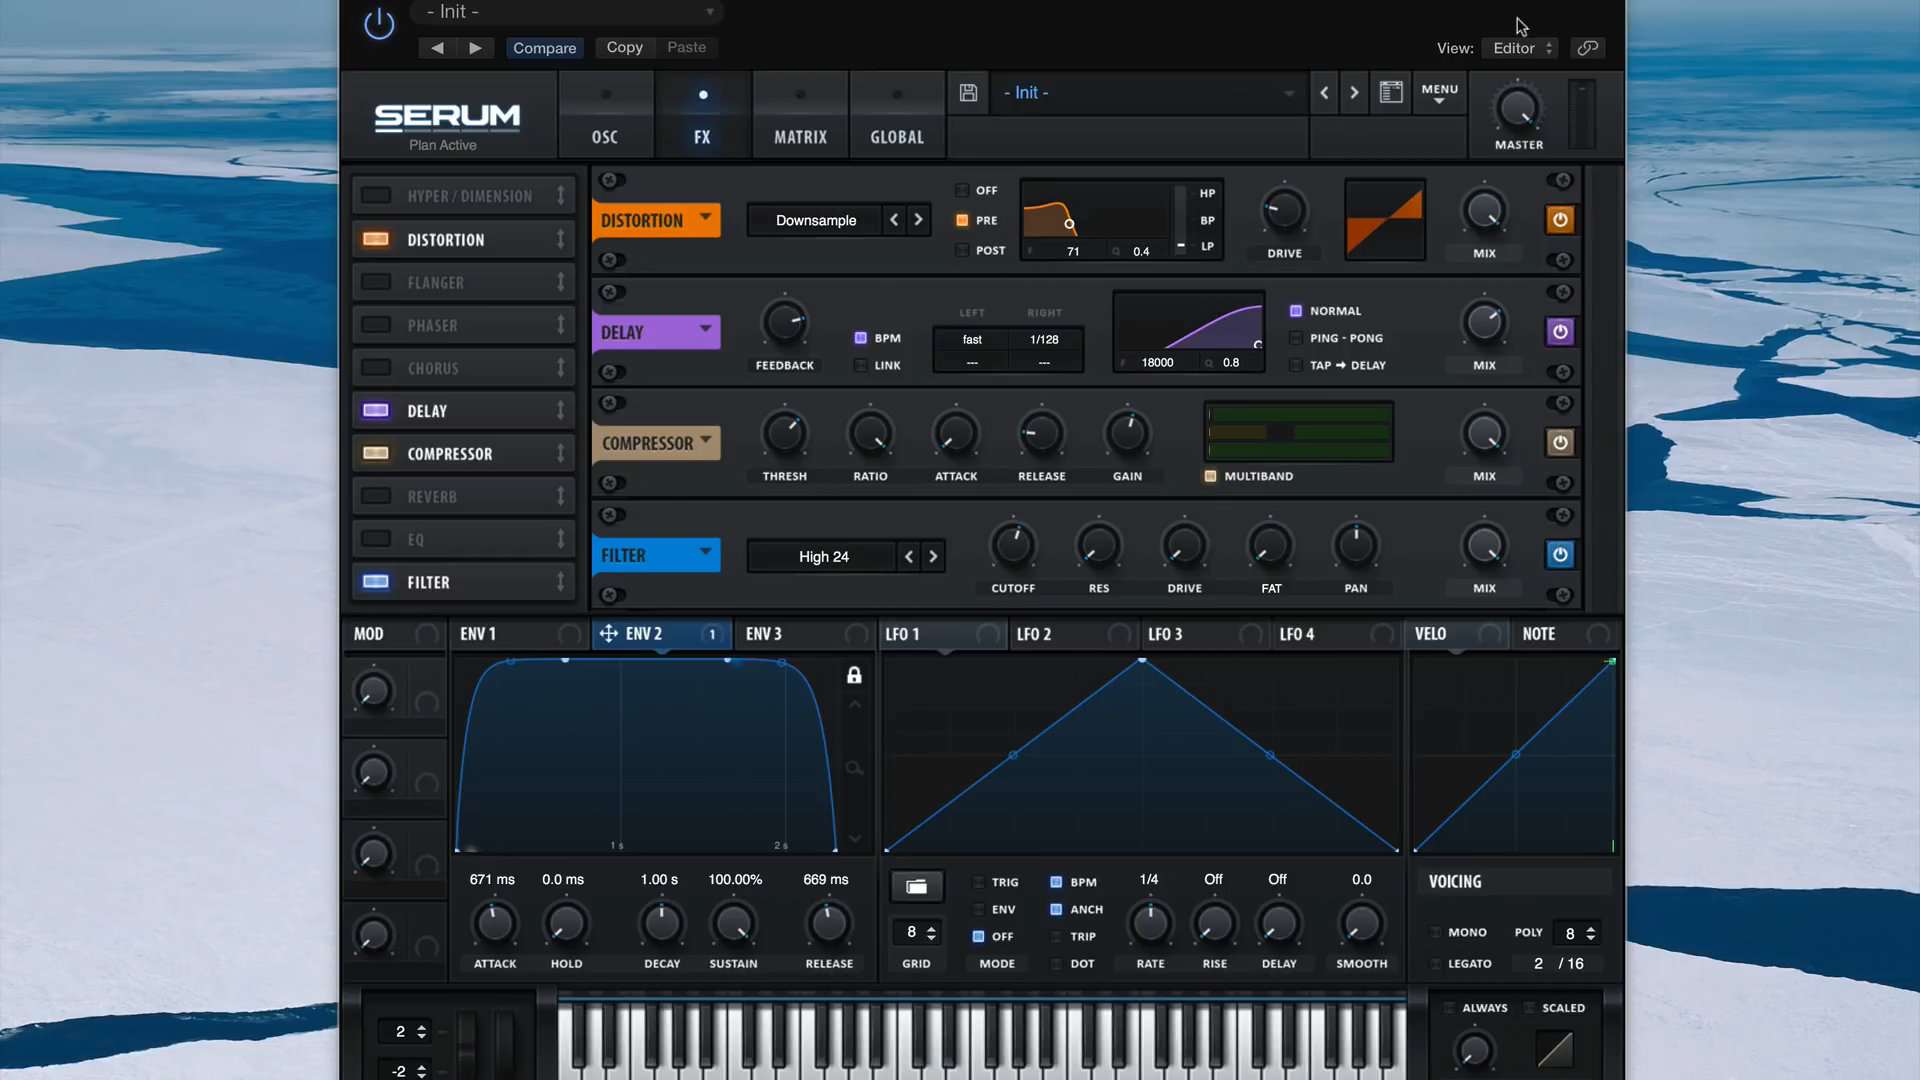 - Init -
Compare
Copy
Paste
View:
Editor
SERUM
Plan Active
OSC
FX
MATRIX
GLOBAL
- Init -
MENU
MASTER
HYPER / DIMENSION
DISTORTION
FLANGER
PHASER
CHORUS
DELAY
COMPRESSOR
REVERB
EQ
FILTER
DISTORTION
Downsample
OFF
PRE
POST
F 71 Q 0.4
HP
BP
LP
DRIVE
MIX
DELAY
FEEDBACK
BPM
LINK
LEFT RIGHT
fast 1/128
--- ---
F 18000 Q 0.8
NORMAL
PING - PONG
TAP ➔ DELAY
MIX
COMPRESSOR
THRESH
RATIO
ATTACK
RELEASE
GAIN
MULTIBAND
MIX
FILTER
High 24
CUTOFF
RES
DRIVE
FAT
PAN
MIX
MOD
ENV 1
ENV 2 1
ENV 3
LFO 1
LFO 2
LFO 3
LFO 4
VELO
NOTE
1 s
2 s
671 ms
0.0 ms
1.00 s
100.00%
669 ms
ATTACK
HOLD
DECAY
SUSTAIN
RELEASE
8
GRID
TRIG
ENV
OFF
MODE
BPM
ANCH
TRIP
DOT
1/4
Off
Off
0.0
RATE
RISE
DELAY
SMOOTH
VOICING
MONO
POLY 8
LEGATO
2 / 16
2
-2
ALWAYS
SCALED